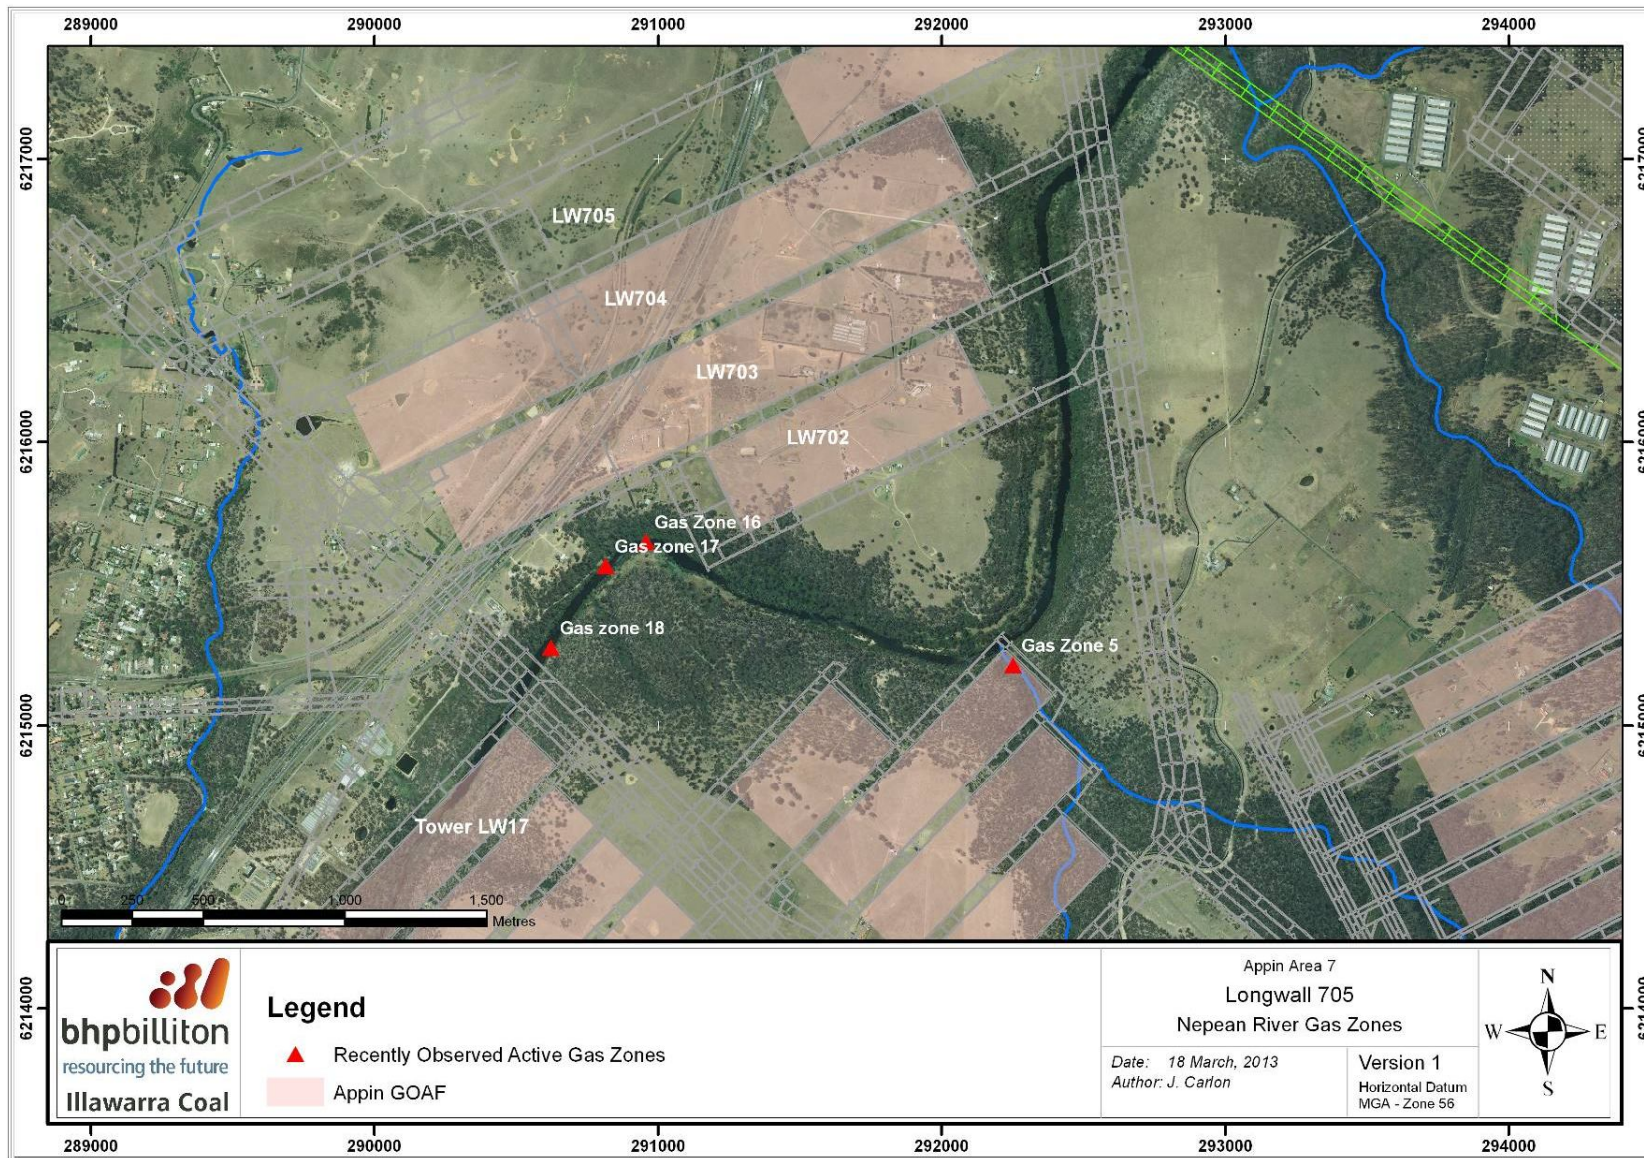 289000 290000 291000 292000 293000 294000
6217000
6217000
LW705
LW704
LW703
LW702
6216000
6216000
Gas Zone 16
Gas zone 17
Gas zone 18
Gas Zone 5
6215000
6215000
Tower LW17
0 250 500 1,000 1,500
Metres
6214000
6214000
bhpbilliton
resourcing the future
Illawarra Coal
Legend
Recently Observed Active Gas Zones
Appin GOAF
Appin Area 7
Longwall 705
Nepean River Gas Zones
Date: 18 March, 2013
Author: J. Carlon
Version 1
Horizontal Datum
MGA - Zone 56
N
W E
S
289000 290000 291000 292000 293000 294000